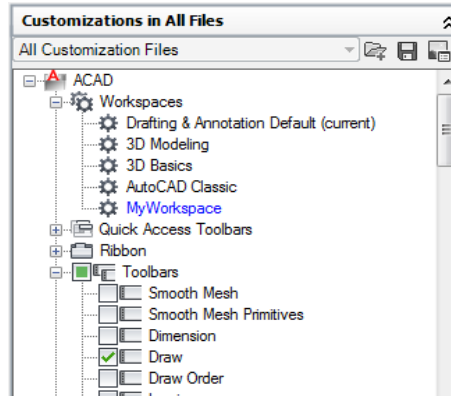 Customizations in All Files
All Customization Files
ACAD
Workspaces
Drafting & Annotation Default (current)
3D Modeling
3D Basics
AutoCAD Classic
MyWorkspace
Quick Access Toolbars
Ribbon
Toolbars
Smooth Mesh
Smooth Mesh Primitives
Dimension
Draw
Draw Order